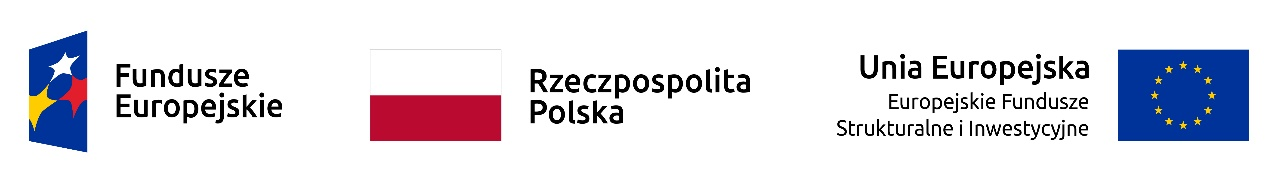 Fundusze
Europejskie
Rzeczpospolita
Polska
Unia Europejska
Europejskie Fundusze
Strukturalne i Inwestycyjne